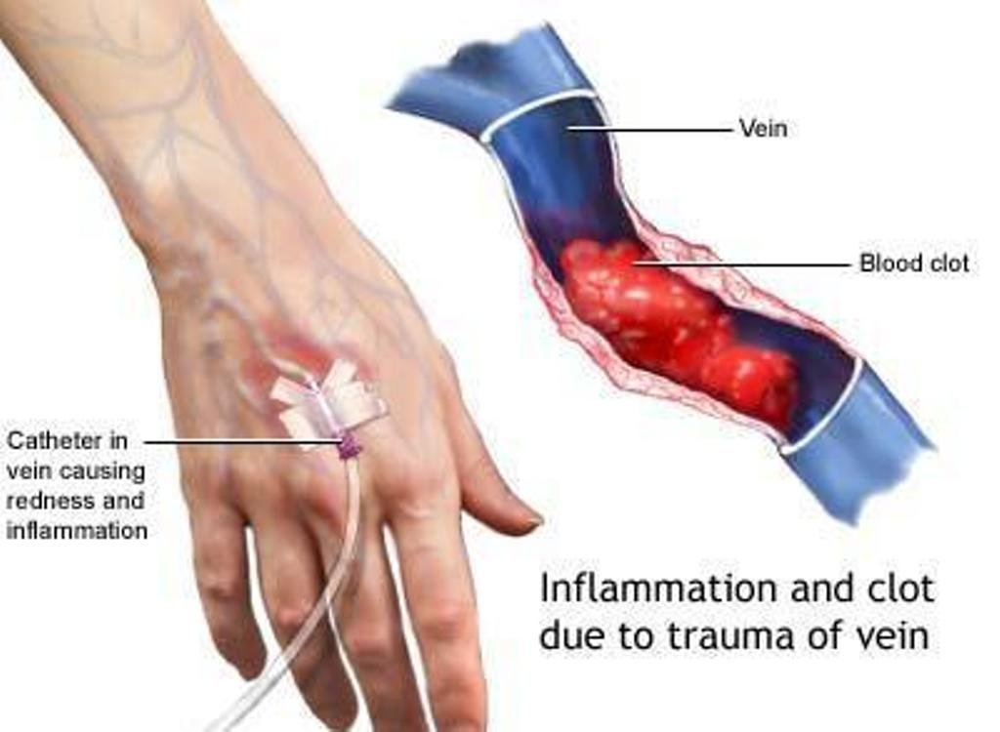 Vein
Blood clot
Catheter in
vein causing
redness and
inflammation
Inflammation and clot
due to trauma of vein